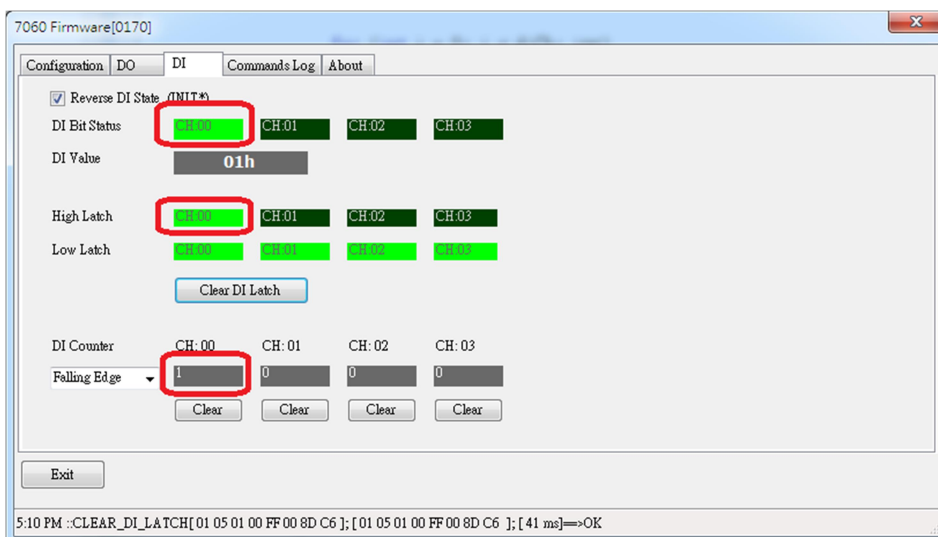 7060 Firmware[0170]
Configuration DO DI Commands Log About
Reverse DI State (INIT*)
DI Bit Status CH:00 CH:01 CH:02 CH:03
DI Value 01h
High Latch CH:00 CH:01 CH:02 CH:03
Low Latch CH:00 CH:01 CH:02 CH:03
Clear DI Latch
DI Counter CH: 00 CH: 01 CH: 02 CH: 03
Falling Edge 1 0 0 0
Clear Clear Clear Clear
Exit
5:10 PM ::CLEAR_DI_LATCH[ 01 05 01 00 FF 00 8D C6 ]; [ 01 05 01 00 FF 00 8D C6 ]; [ 41 ms]==>OK